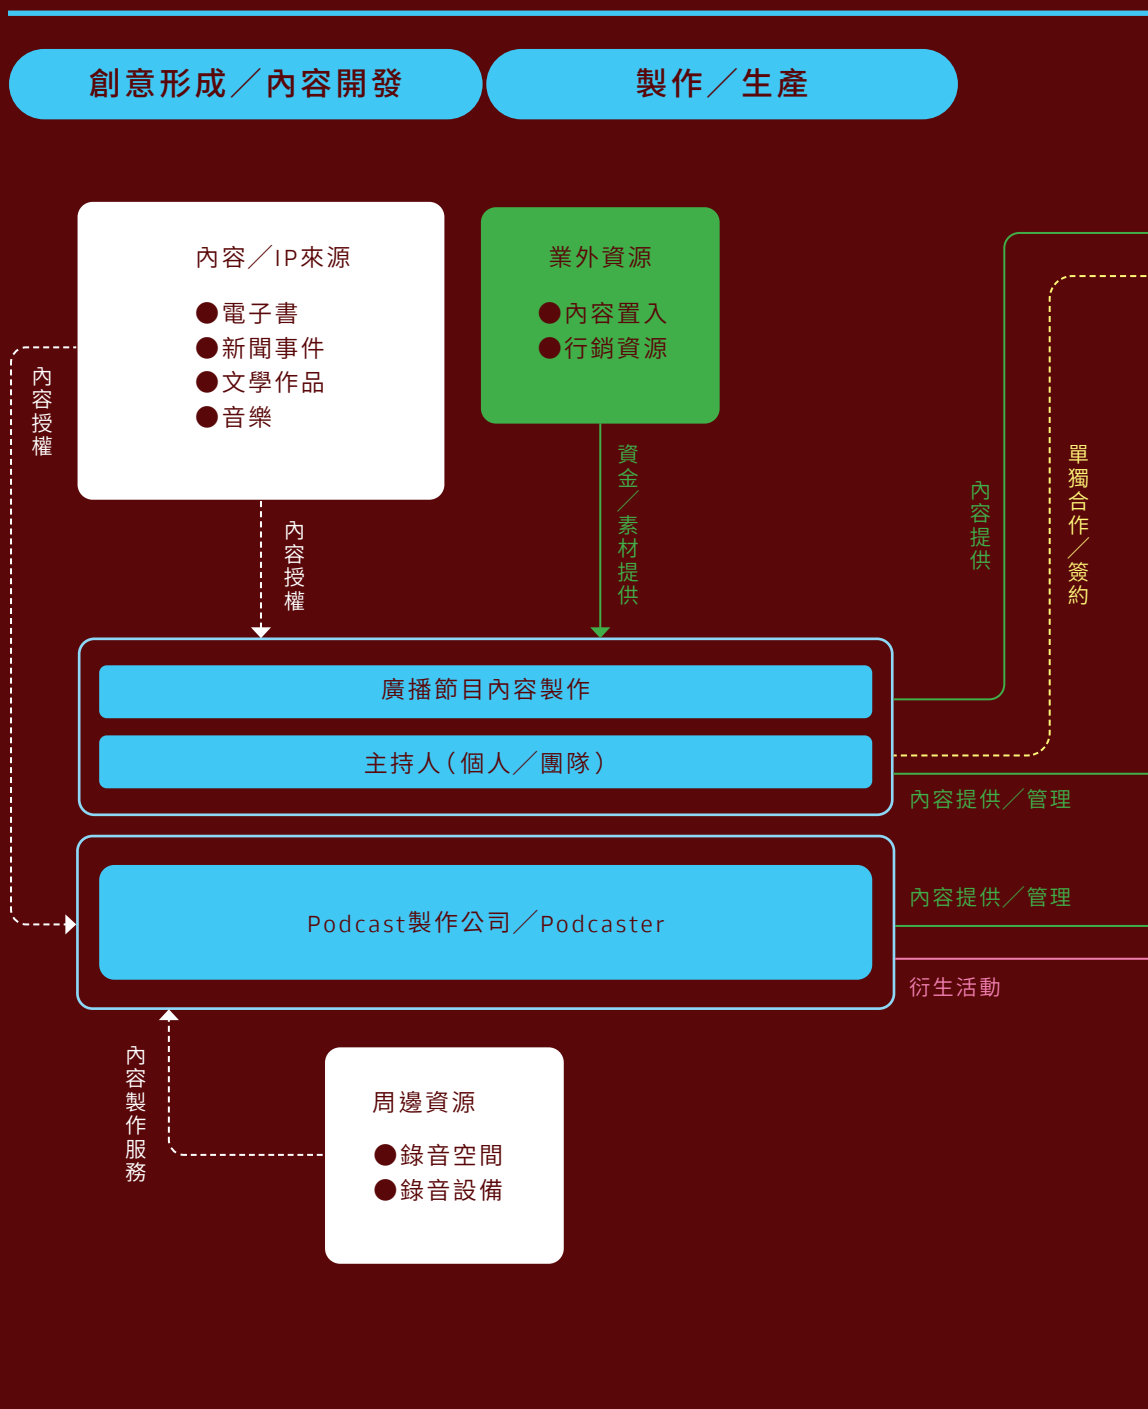 創意形成／內容開發
製作／生產
內容／IP來源
●電子書
●新聞事件
●文學作品
●音樂
業外資源
●內容置入
●行銷資源
內容授權
內容授權
資金／素材提供
內容提供
單獨合作／簽約
廣播節目內容製作
主持人（個人／團隊）
內容提供／管理
Podcast製作公司／Podcaster
內容提供／管理
衍生活動
內容製作服務
周邊資源
●錄音空間
●錄音設備